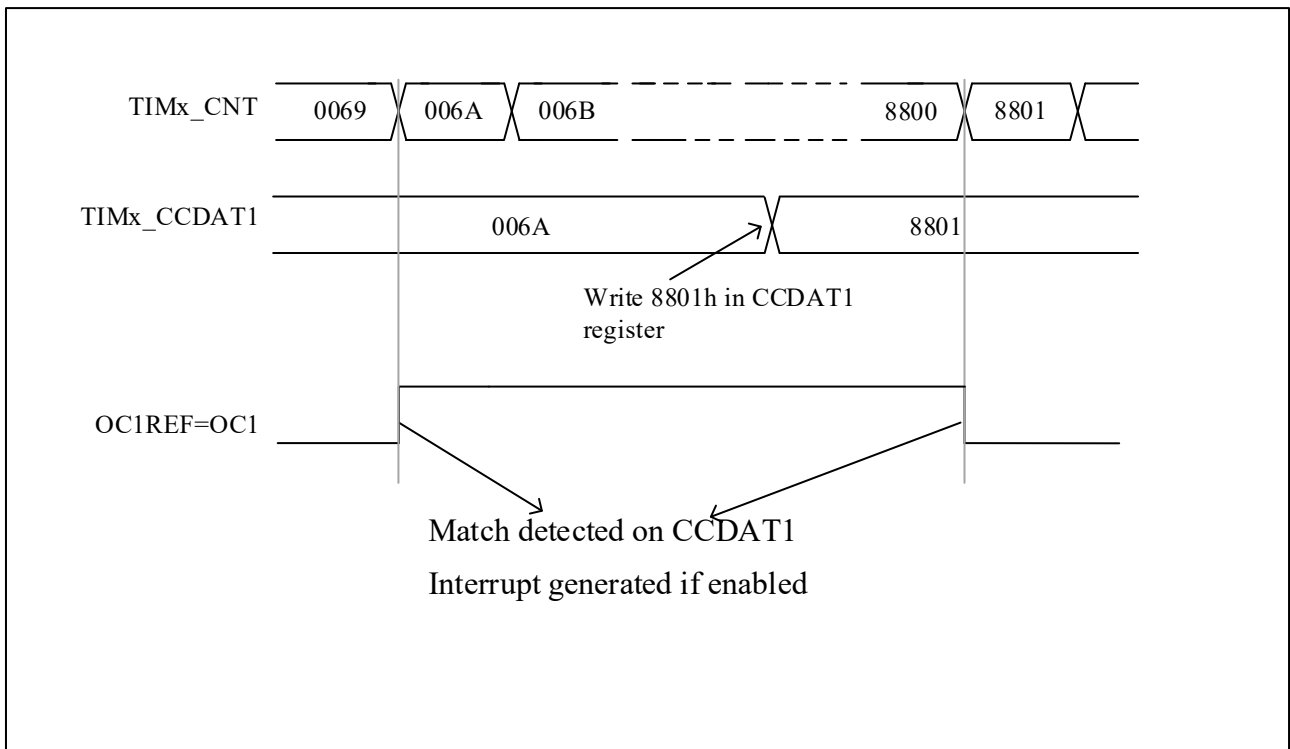 TIMx_CNT 0069 006A 006B 8800 8801
TIMx_CCDAT1 006A 8801
Write 8801h in CCDAT1
register
OC1REF=OC1
Match detected on CCDAT1
Interrupt generated if enabled